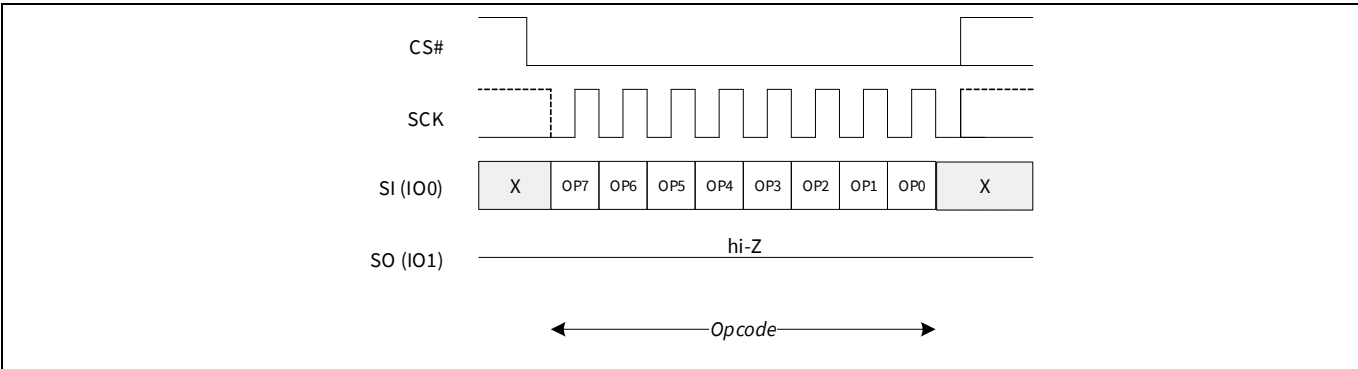 CS#
SCK
SI (IO0) X OP7 OP6 OP5 OP4 OP3 OP2 OP1 OP0 X
hi-Z
SO (IO1)
Opcode